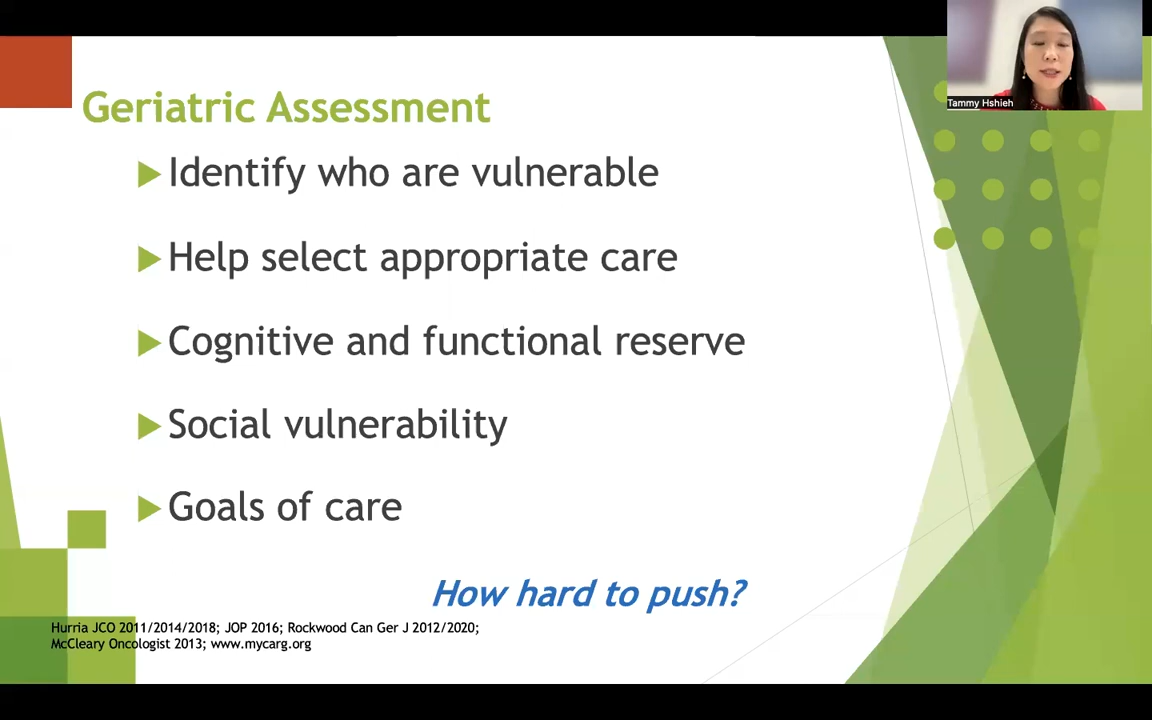 Tammy Hshieh
Geriatric Assessment
Identify who are vulnerable
Help select appropriate care
Cognitive and functional reserve
Social vulnerability
Goals of care
How hard to push?
Hurria JCO 2011/2014/2018; JOP 2016; Rockwood Can Ger J 2012/2020;
McCleary Oncologist 2013; www.mycarg.org